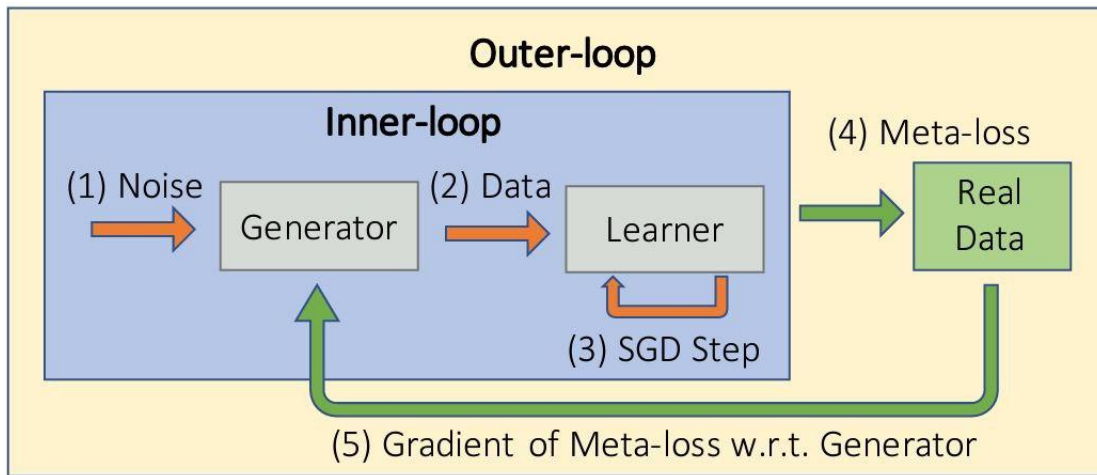 Outer-loop
Inner-loop
(1) Noise
Generator
(2) Data
Learner
(3) SGD Step
(4) Meta-loss
Real
Data
(5) Gradient of Meta-loss w.r.t. Generator